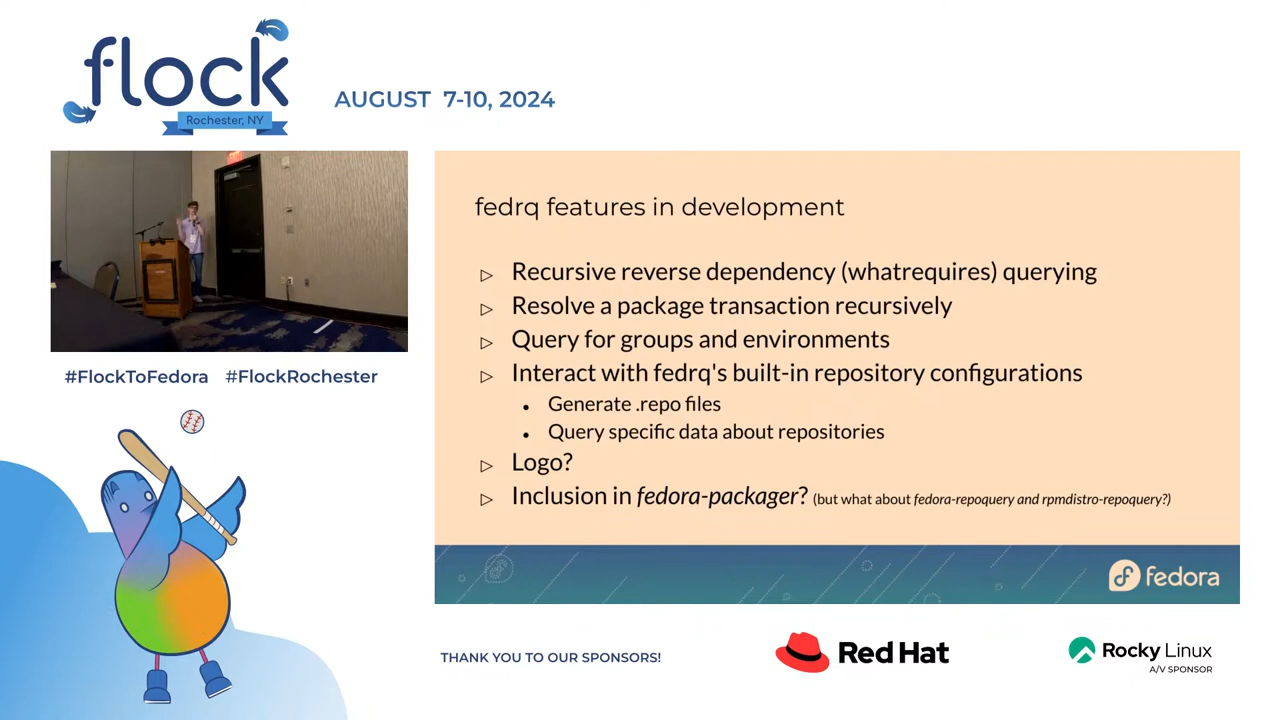 flock
Rochester, NY
AUGUST 7-10, 2024
#FlockToFedora #FlockRochester
fedrq features in development
▷ Recursive reverse dependency (whatrequires) querying
▷ Resolve a package transaction recursively
▷ Query for groups and environments
▷ Interact with fedrq's built-in repository configurations
• Generate .repo files
• Query specific data about repositories
▷ Logo?
▷ Inclusion in fedora-packager? (but what about fedora-repoquery and rpmdistro-repoquery?)
fedora
THANK YOU TO OUR SPONSORS!
Red Hat
Rocky Linux
A/V SPONSOR